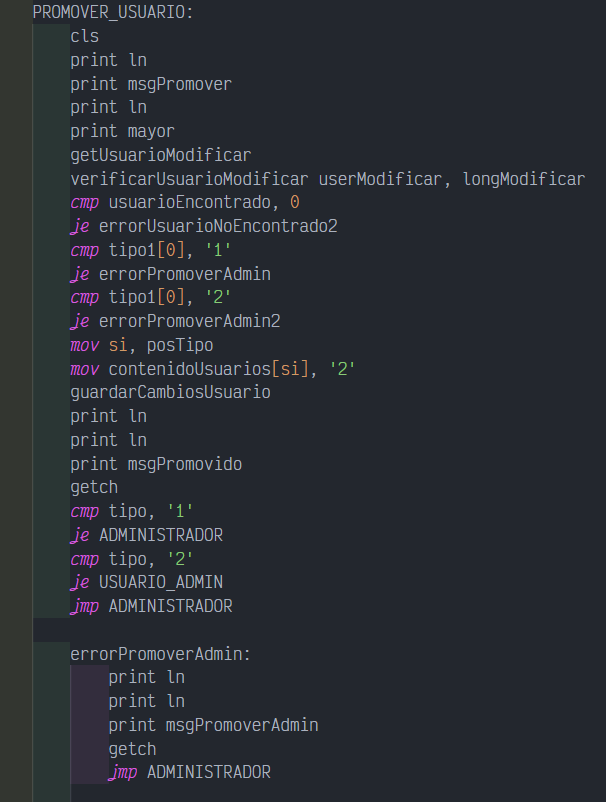 PROMOVER_USUARIO:
cls
print ln
print msgPromover
print ln
print mayor
getUsuarioModificar
verificarUsuarioModificar userModificar, longModificar
cmp usuarioEncontrado, 0
je errorUsuarioNoEncontrado2
cmp tipo1[0], '1'
je errorPromoverAdmin
cmp tipo1[0], '2'
je errorPromoverAdmin2
mov si, posTipo
mov contenidoUsuarios[si], '2'
guardarCambiosUsuario
print ln
print ln
print msgPromovido
getch
cmp tipo, '1'
je ADMINISTRADOR
cmp tipo, '2'
je USUARIO_ADMIN
jmp ADMINISTRADOR
errorPromoverAdmin:
print ln
print ln
print msgPromoverAdmin
getch
jmp ADMINISTRADOR